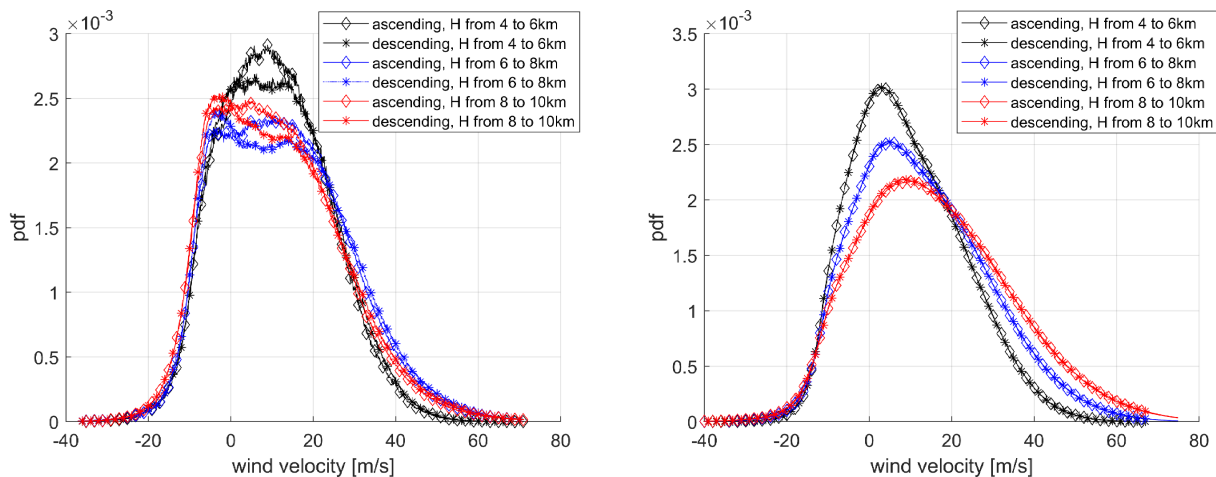 ×10⁻³
3
2.5
2
1.5
1
0.5
0
-40
-20
0
20
40
60
80
pdf
wind velocity [m/s]
ascending, H from 4 to 6km
descending, H from 4 to 6km
ascending, H from 6 to 8km
descending, H from 6 to 8km
ascending, H from 8 to 10km
descending, H from 8 to 10km
×10⁻³
3.5
3
2.5
2
1.5
1
0.5
0
-40
-20
0
20
40
60
80
pdf
wind velocity [m/s]
ascending, H from 4 to 6km
descending, H from 4 to 6km
ascending, H from 6 to 8km
descending, H from 6 to 8km
ascending, H from 8 to 10km
descending, H from 8 to 10km